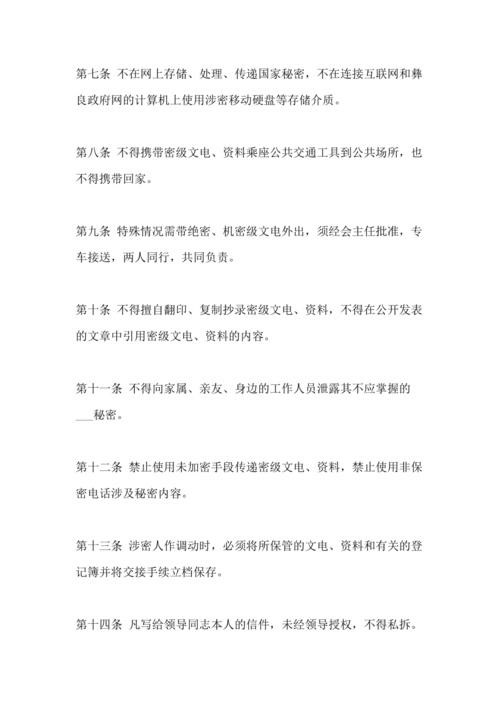 第七条 不在网上存储、处理、传递国家秘密，不在连接互联网和彝
良政府网的计算机上使用涉密移动硬盘等存储介质。
第八条 不得携带密级文电、资料乘座公共交通工具到公共场所，也
不得携带回家。
第九条 特殊情况需带绝密、机密级文电外出，须经会主任批准，专
车接送，两人同行，共同负责。
第十条 不得擅自翻印、复制抄录密级文电、资料，不得在公开发表
的文章中引用密级文电、资料的内容。
第十一条 不得向家属、亲友、身边的工作人员泄露其不应掌握的
___秘密。
第十二条 禁止使用未加密手段传递密级文电、资料，禁止使用非保
密电话涉及秘密内容。
第十三条 涉密人作调动时，必须将所保管的文电、资料和有关的登
记簿并将交接手续立档保存。
第十四条 凡写给领导同志本人的信件，未经领导授权，不得私拆。